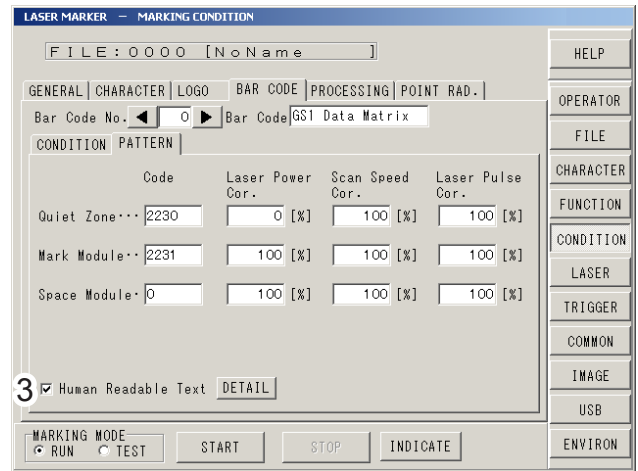 LASER MARKER － MARKING CONDITION
FILE:0000 [NoName ]
GENERAL CHARACTER LOGO BAR CODE PROCESSING POINT RAD.
Bar Code No. ◀ 0 ▶ Bar Code GS1 Data Matrix
CONDITION PATTERN
Code Laser Power Cor. Scan Speed Cor. Laser Pulse Cor.
Quiet Zone··· 2230 0 [%] 100 [%] 100 [%]
Mark Module·· 2231 100 [%] 100 [%] 100 [%]
Space Module· 0 100 [%] 100 [%] 100 [%]
3 Human Readable Text DETAIL
MARKING MODE
RUN TEST START STOP INDICATE
HELP
OPERATOR
FILE
CHARACTER
FUNCTION
CONDITION
LASER
TRIGGER
COMMON
IMAGE
USB
ENVIRON